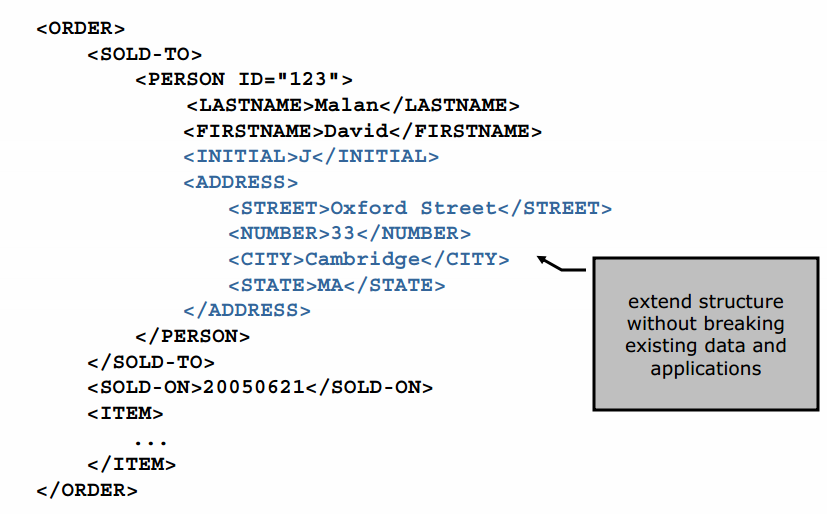 <ORDER>
<SOLD-TO>
<PERSON ID="123">
<LASTNAME>Malan</LASTNAME>
<FIRSTNAME>David</FIRSTNAME>
<INITIAL>J</INITIAL>
<ADDRESS>
<STREET>Oxford Street</STREET>
<NUMBER>33</NUMBER>
<CITY>Cambridge</CITY>
<STATE>MA</STATE>
</ADDRESS>
</PERSON>
</SOLD-TO>
<SOLD-ON>20050621</SOLD-ON>
<ITEM>
...
</ITEM>
</ORDER>
extend structure
without breaking
existing data and
applications